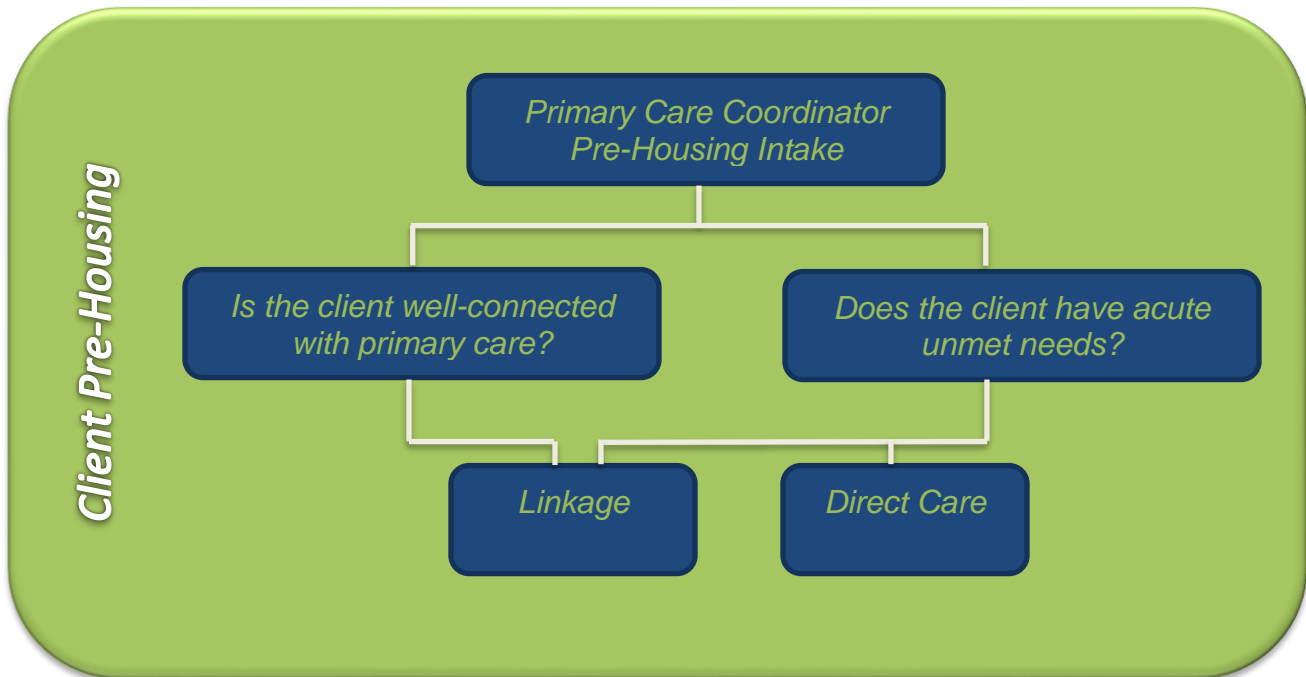 Client Pre-Housing
Primary Care Coordinator
Pre-Housing Intake
Is the client well-connected
with primary care?
Does the client have acute
unmet needs?
Linkage
Direct Care